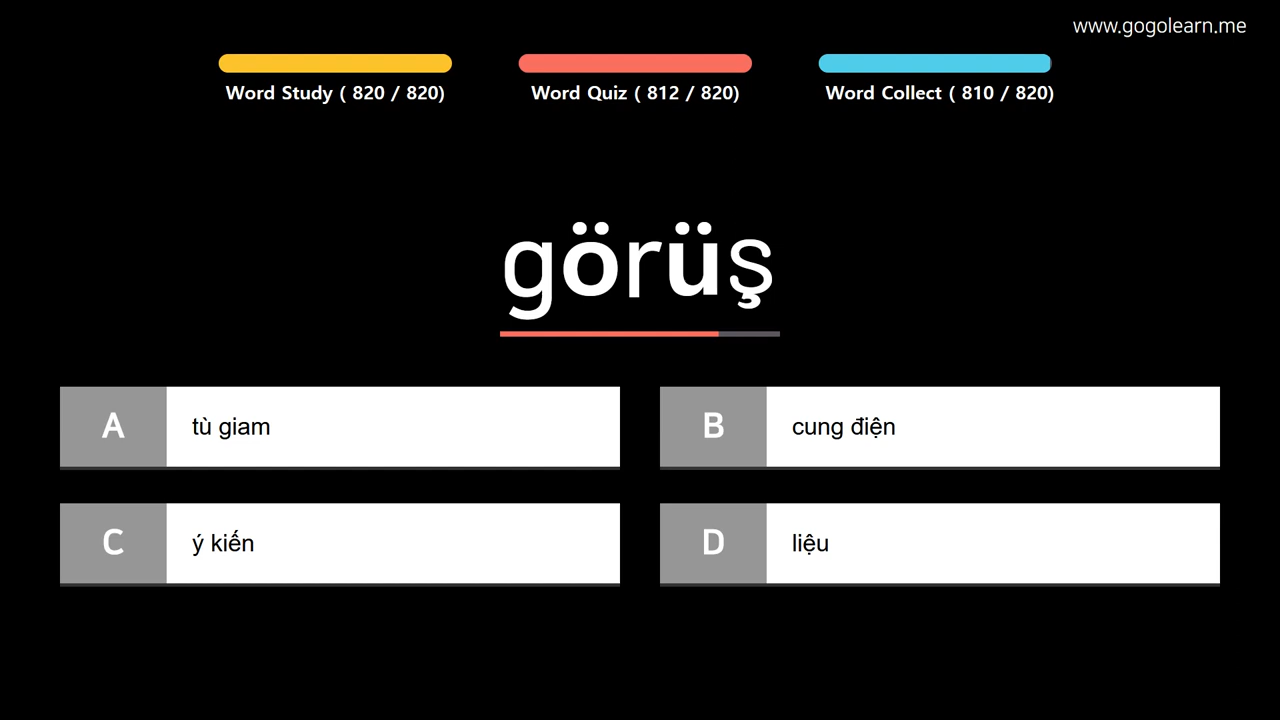 www.gogolearn.me
Word Study ( 820 / 820)
Word Quiz ( 812 / 820)
Word Collect ( 810 / 820)
görüş
A tù giam
B cung điện
C ý kiến
D liệu